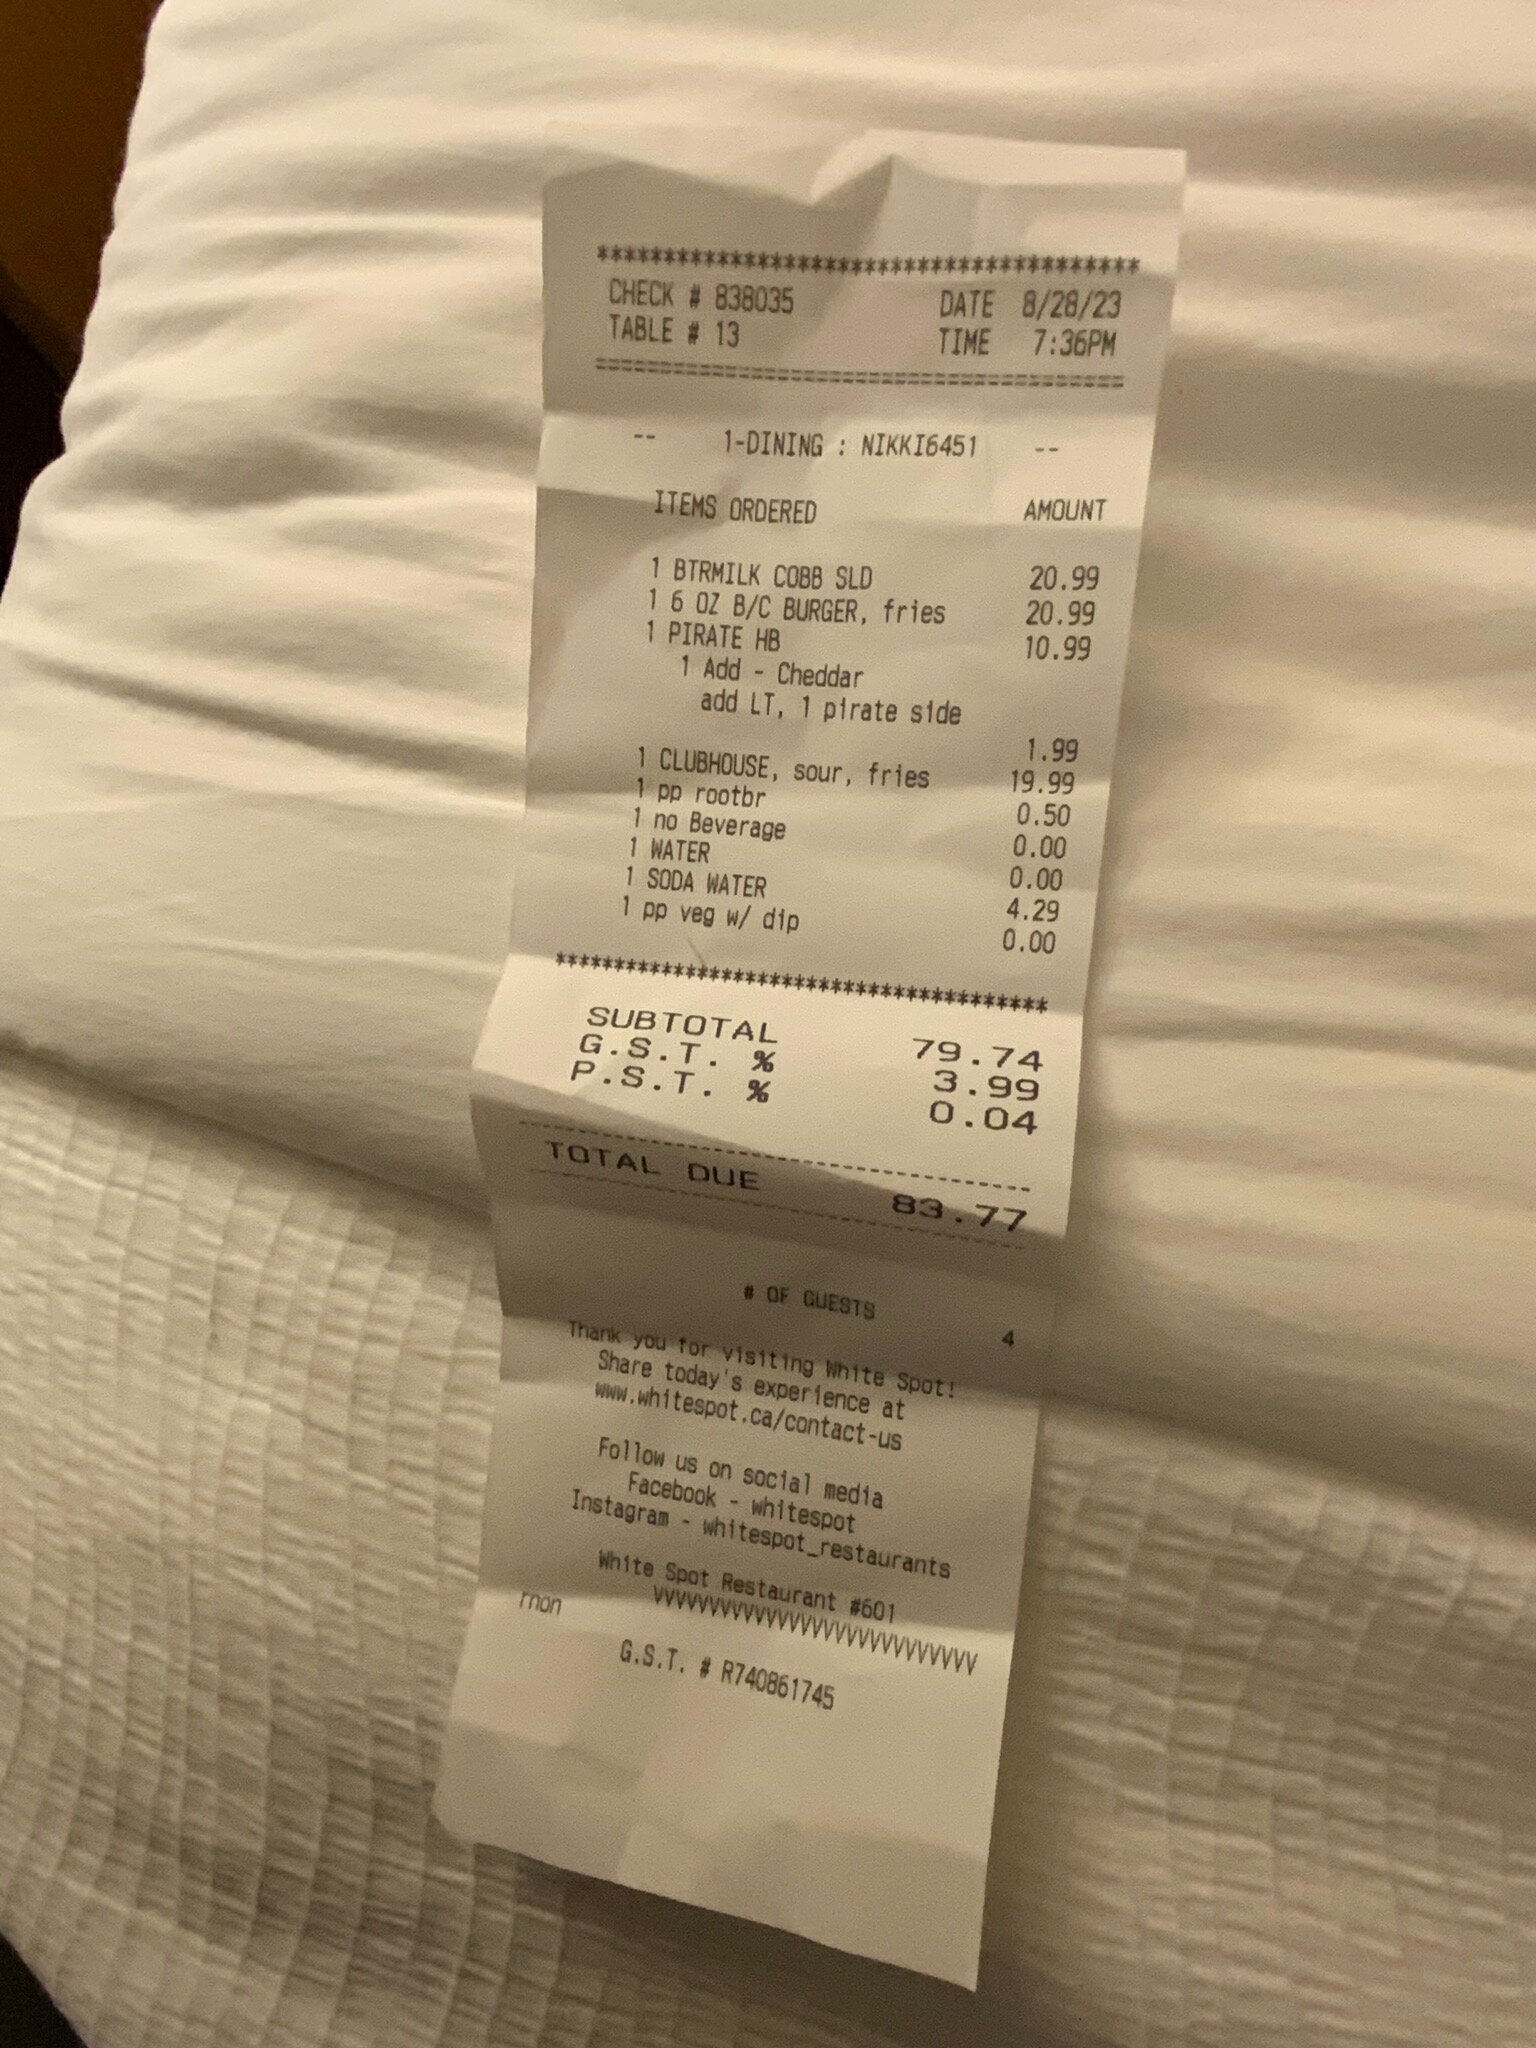 ****************************************
CHECK # 838035 DATE 8/28/23
TABLE # 13 TIME 7:36PM
========================================
-- 1-DINING : NIKKI6451 --
ITEMS ORDERED AMOUNT
1 BTRMILK COBB SLD 20.99
1 6 OZ B/C BURGER, fries 20.99
1 PIRATE HB 10.99
1 Add - Cheddar
add LT, 1 pirate side
1.99
1 CLUBHOUSE, sour, fries 19.99
1 pp rootbr 0.50
1 no Beverage 0.00
1 WATER 0.00
1 SODA WATER 4.29
1 pp veg w/ dip 0.00
****************************************
SUBTOTAL 79.74
G.S.T. % 3.99
P.S.T. % 0.04
----------------------------------------
TOTAL DUE 83.77
----------------------------------------
# OF GUESTS 4
Thank you for visiting White Spot!
Share today's experience at
www.whitespot.ca/contact-us
Follow us on social media
Facebook - whitespot
Instagram - whitespot_restaurants
White Spot Restaurant #601
VVVVVVVVVVVVVVVVVVVVVVVVVVV
G.S.T. # R740861745